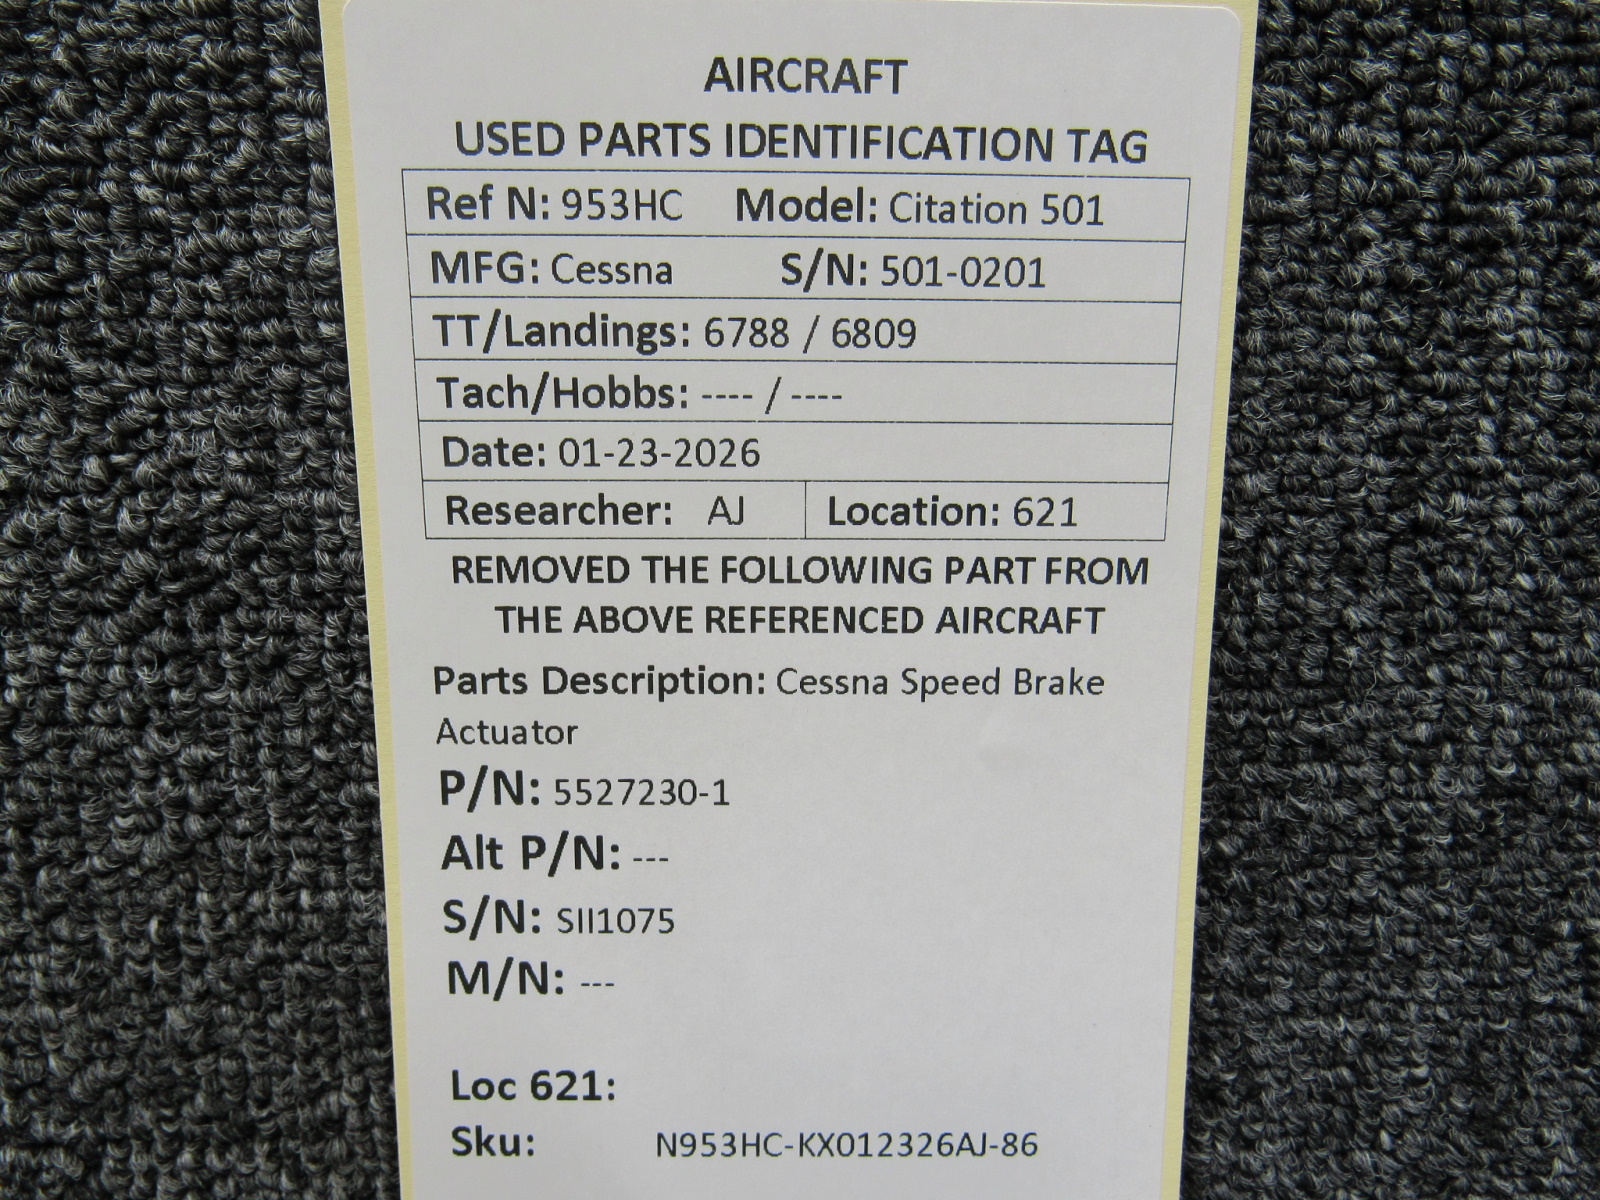 AIRCRAFT
USED PARTS IDENTIFICATION TAG
Ref N: 953HC Model: Citation 501
MFG: Cessna S/N: 501-0201
TT/Landings: 6788 / 6809
Tach/Hobbs: ---- / ----
Date: 01-23-2026
Researcher: AJ Location: 621
REMOVED THE FOLLOWING PART FROM
THE ABOVE REFERENCED AIRCRAFT
Parts Description: Cessna Speed Brake
Actuator
P/N: 5527230-1
Alt P/N: ---
S/N: SII1075
M/N: ---
Loc 621:
Sku: N953HC-KX012326AJ-86